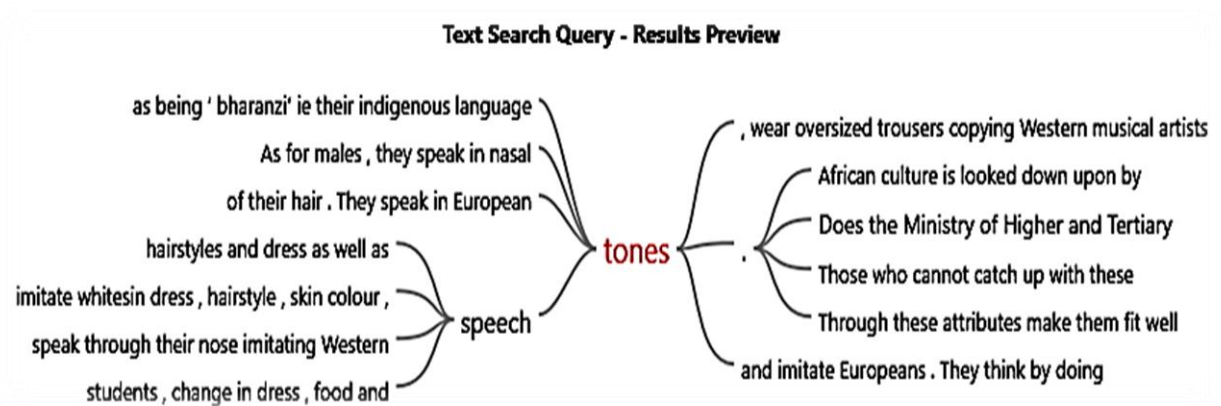 Text Search Query - Results Preview
as being ' bharanzi' ie their indigenous language
As for males , they speak in nasal
of their hair . They speak in European
hairstyles and dress as well as
imitate whitesin dress , hairstyle , skin colour ,
speak through their nose imitating Western
students , change in dress , food and
speech
tones
, wear oversized trousers copying Western musical artists
.
African culture is looked down upon by
Does the Ministry of Higher and Tertiary
Those who cannot catch up with these
Through these attributes make them fit well
and imitate Europeans . They think by doing